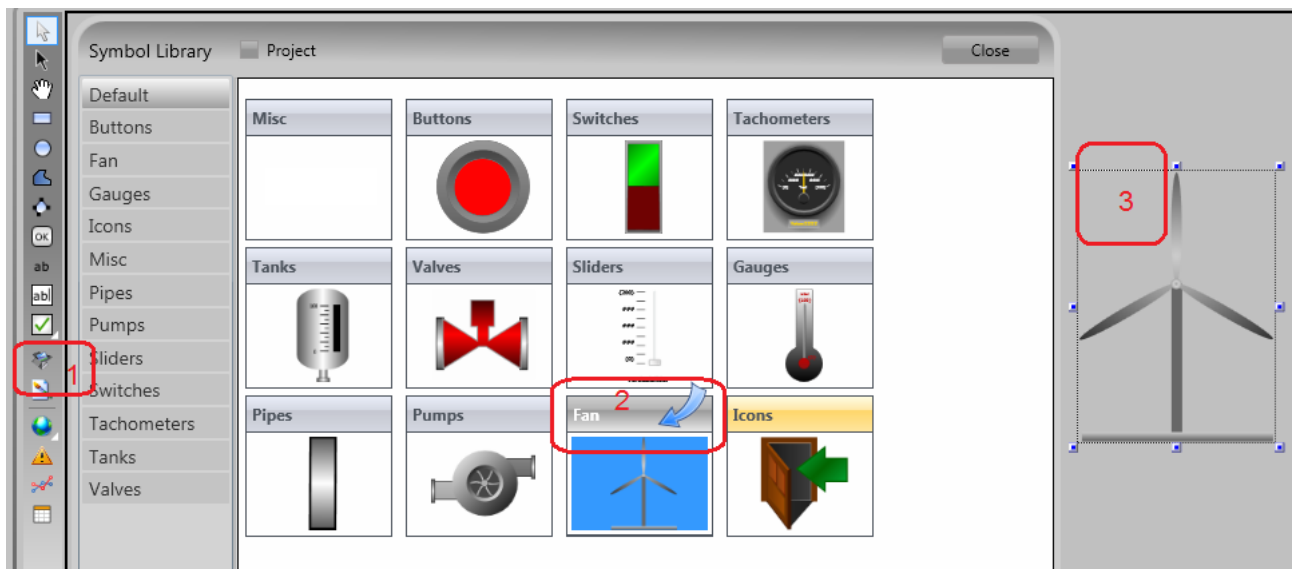 Symbol Library
Project
Close
Default
Buttons
Fan
Gauges
Icons
Misc
Pipes
Pumps
Sliders
Switches
Tachometers
Tanks
Valves
OK
ab
ab
1
Misc
Buttons
Switches
Tachometers
Tanks
Valves
Sliders
Gauges
Pipes
Pumps
Fan
2
Icons
3